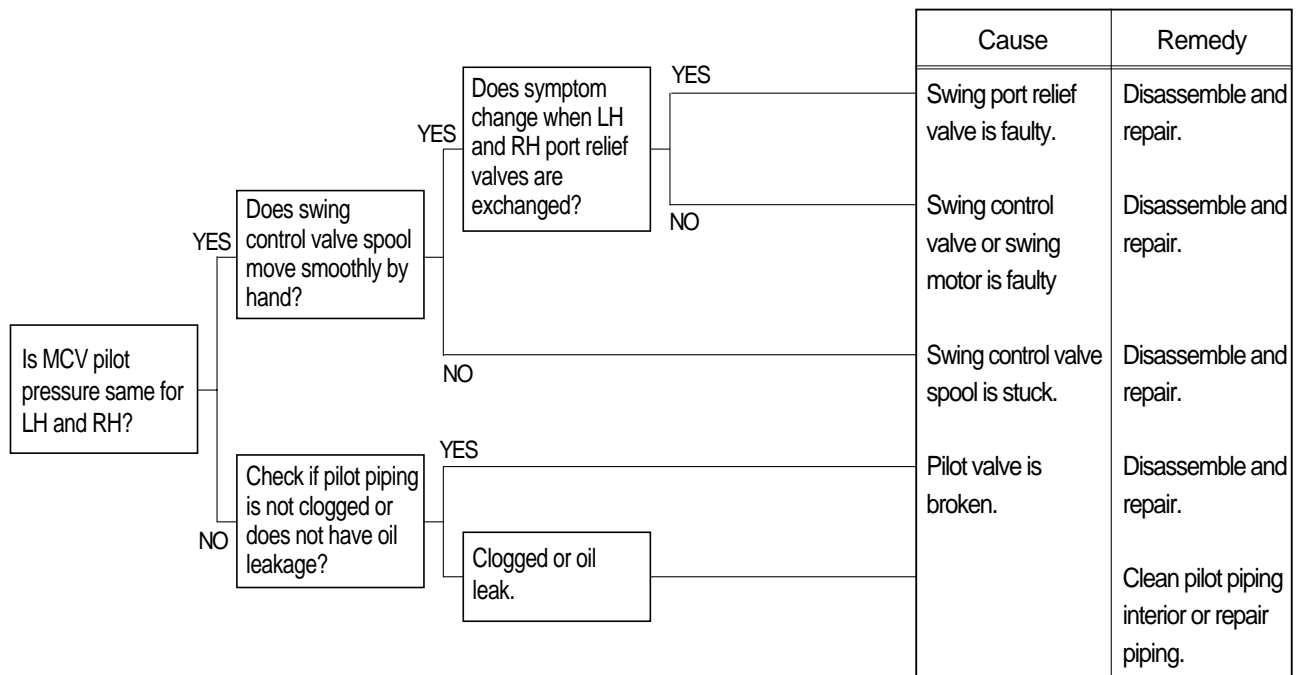 Cause
Remedy
YES
Does symptom
change when LH
and RH port relief
valves are
exchanged?
Swing port relief
valve is faulty.
Disassemble and
repair.
YES
NO
Swing control
valve or swing
motor is faulty
Disassemble and
repair.
YES
Does swing
control valve spool
move smoothly by
hand?
NO
Swing control valve
spool is stuck.
Disassemble and
repair.
Is MCV pilot
pressure same for
LH and RH?
NO
Check if pilot piping
is not clogged or
does not have oil
leakage?
YES
Pilot valve is
broken.
Disassemble and
repair.
Clogged or oil
leak.
Clean pilot piping
interior or repair
piping.